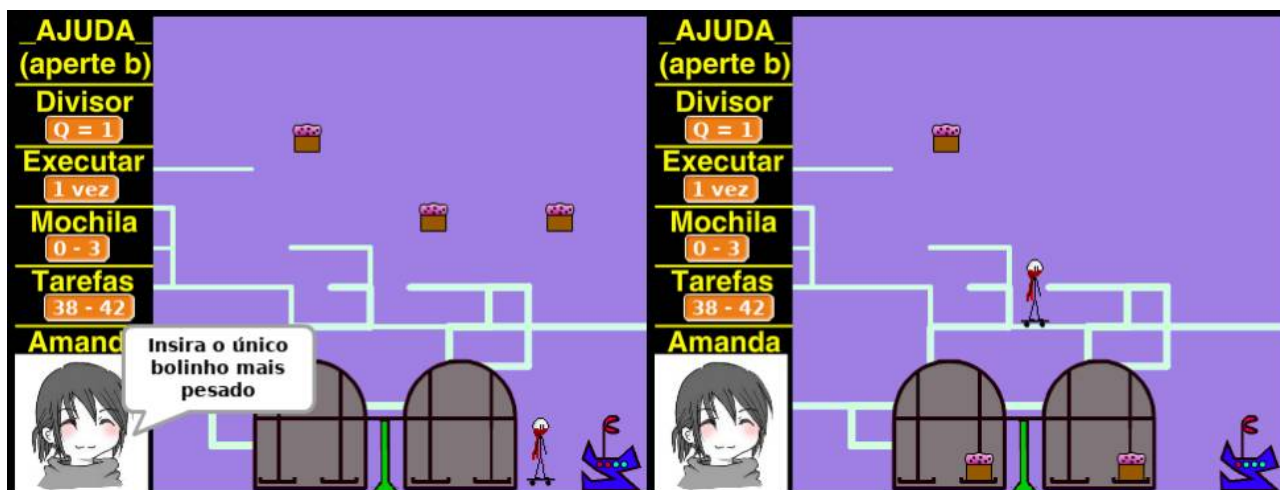 _AJUDA_
(aperte b)
Divisor
Q = 1
Executar
1 vez
Mochila
0 - 3
Tarefas
38 - 42
Amand
Insira o único
bolinho mais
pesado
_AJUDA_
(aperte b)
Divisor
Q = 1
Executar
1 vez
Mochila
0 - 3
Tarefas
38 - 42
Amanda